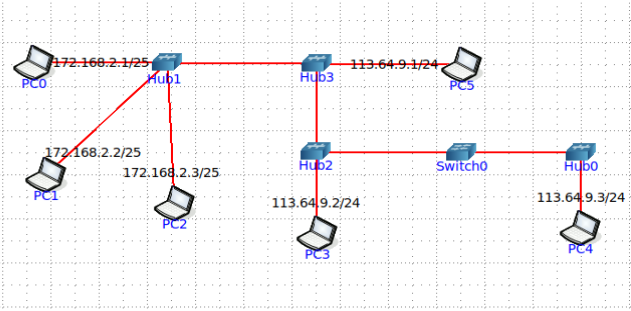 PC0
172.168.2.1/25
Hub1
Hub3
113.64.9.1/24
PC5
172.168.2.2/25
PC1
172.168.2.3/25
PC2
Hub2
Switch0
Hub0
113.64.9.2/24
PC3
113.64.9.3/24
PC4